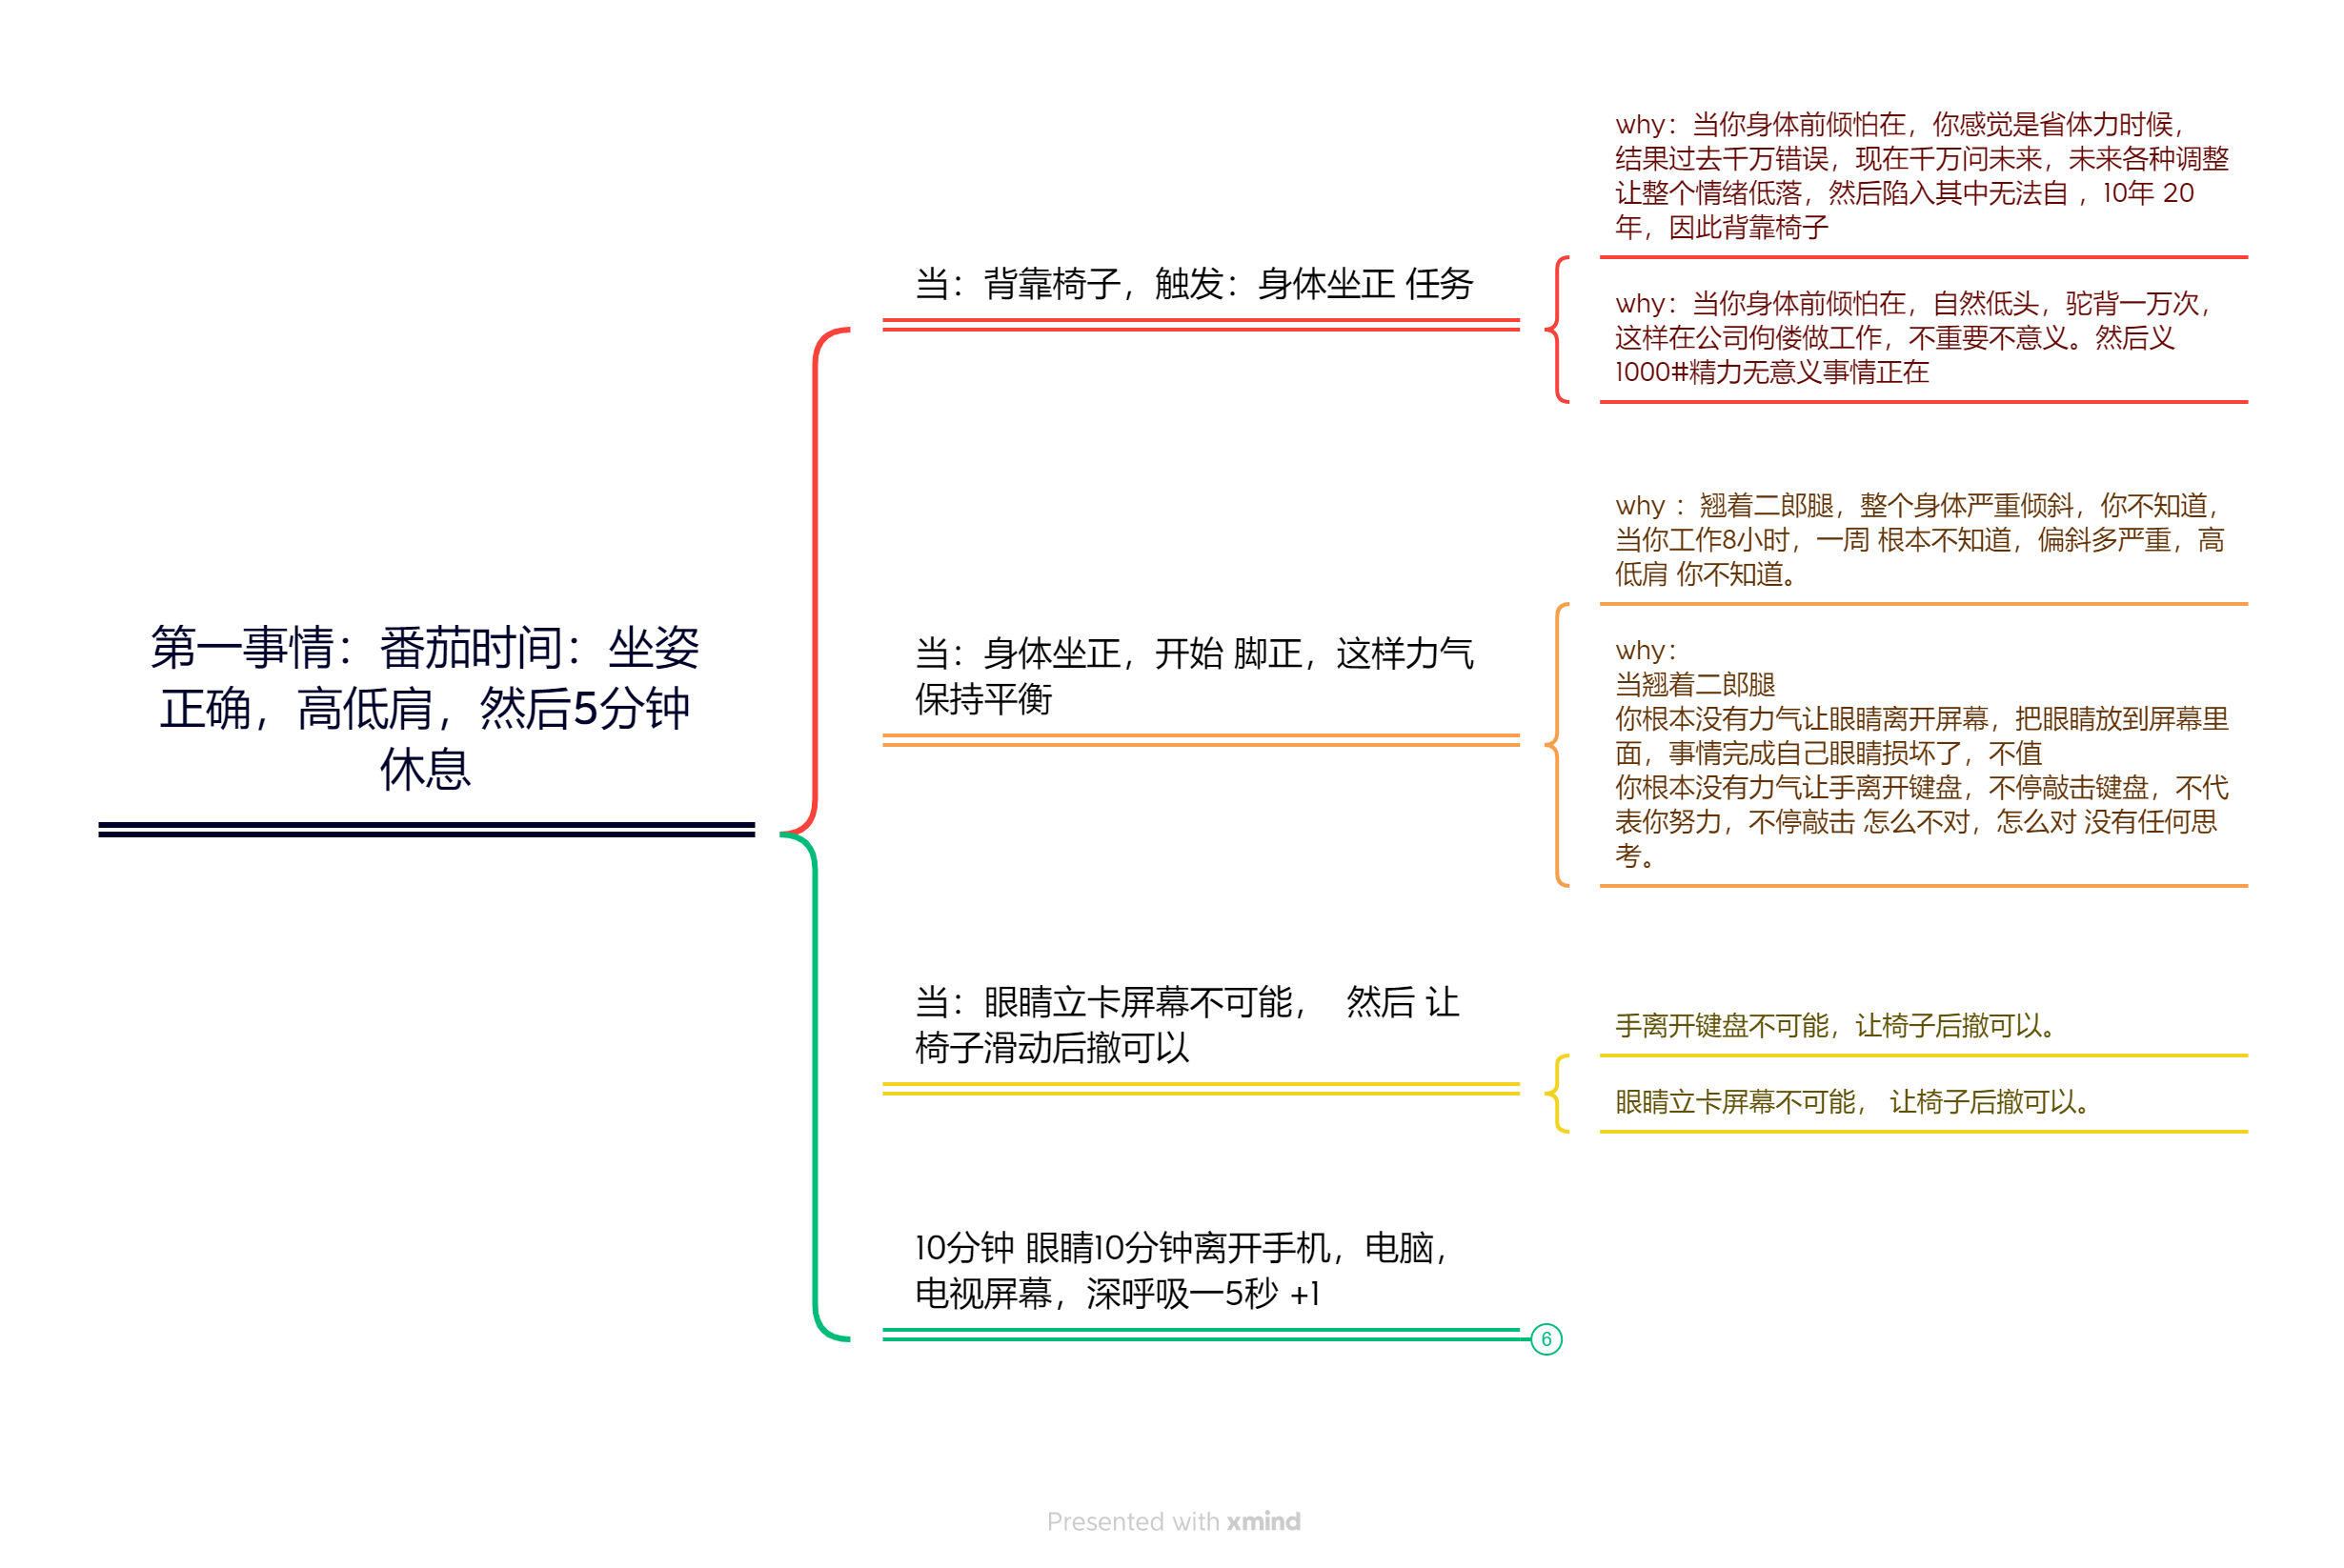 第一事情：番茄时间：坐姿
正确，高低肩，然后5分钟
休息
当：背靠椅子，触发：身体坐正 任务
why：当你身体前倾怕在，你感觉是省体力时候，
结果过去千万错误，现在千万问未来，未来各种调整
让整个情绪低落，然后陷入其中无法自 ，10年 20
年，因此背靠椅子
why：当你身体前倾怕在，自然低头，驼背一万次，
这样在公司佝偻做工作，不重要不意义。然后义
1000#精力无意义事情正在
当：身体坐正，开始 脚正，这样力气
保持平衡
why ：翘着二郎腿，整个身体严重倾斜，你不知道，
当你工作8小时，一周 根本不知道，偏斜多严重，高
低肩 你不知道。
why：
当翘着二郎腿
你根本没有力气让眼睛离开屏幕，把眼睛放到屏幕里
面，事情完成自己眼睛损坏了，不值
你根本没有力气让手离开键盘，不停敲击键盘，不代
表你努力，不停敲击 怎么不对，怎么对 没有任何思
考。
当：眼睛立卡屏幕不可能， 然后 让
椅子滑动后撤可以
手离开键盘不可能，让椅子后撤可以。
眼睛立卡屏幕不可能， 让椅子后撤可以。
10分钟 眼睛10分钟离开手机，电脑，
电视屏幕，深呼吸一5秒 +1
6
Presented with xmind